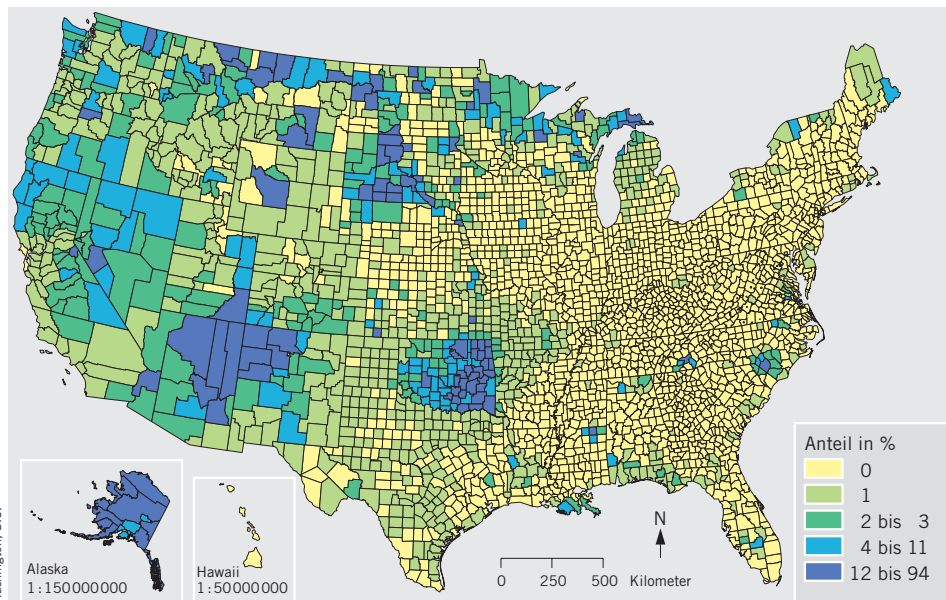 Anteil in %
0
1
2 bis 3
4 bis 11
12 bis 94
N
0 250 500 Kilometer
Alaska
1:150000000
Hawaii
1:50000000